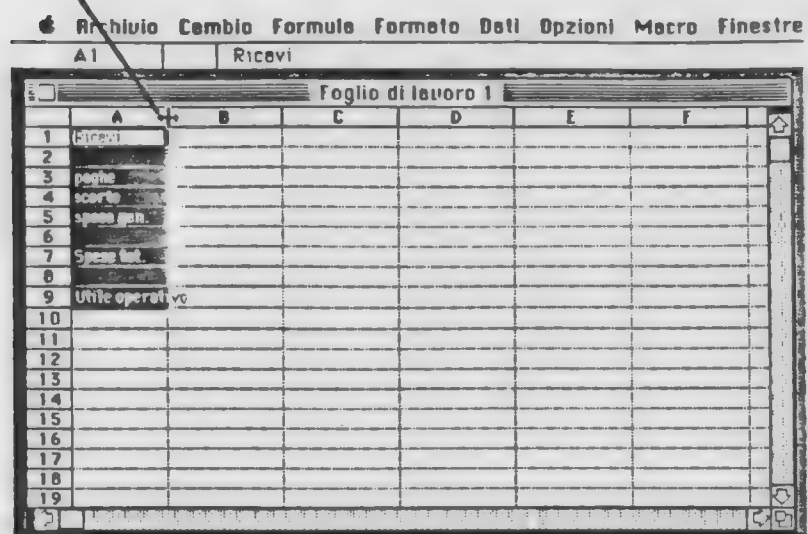 Archivio Cambio Formula Formato Dati Opzioni Macro Finestre
A1 Ricavi
Foglio di lavoro 1
A B C D E F
1 Ricavi
2
3 paghe
4 scorte
5 spese gen.
6
7 Spese tot.
8
9 Utile operativo
10
11
12
13
14
15
16
17
18
19